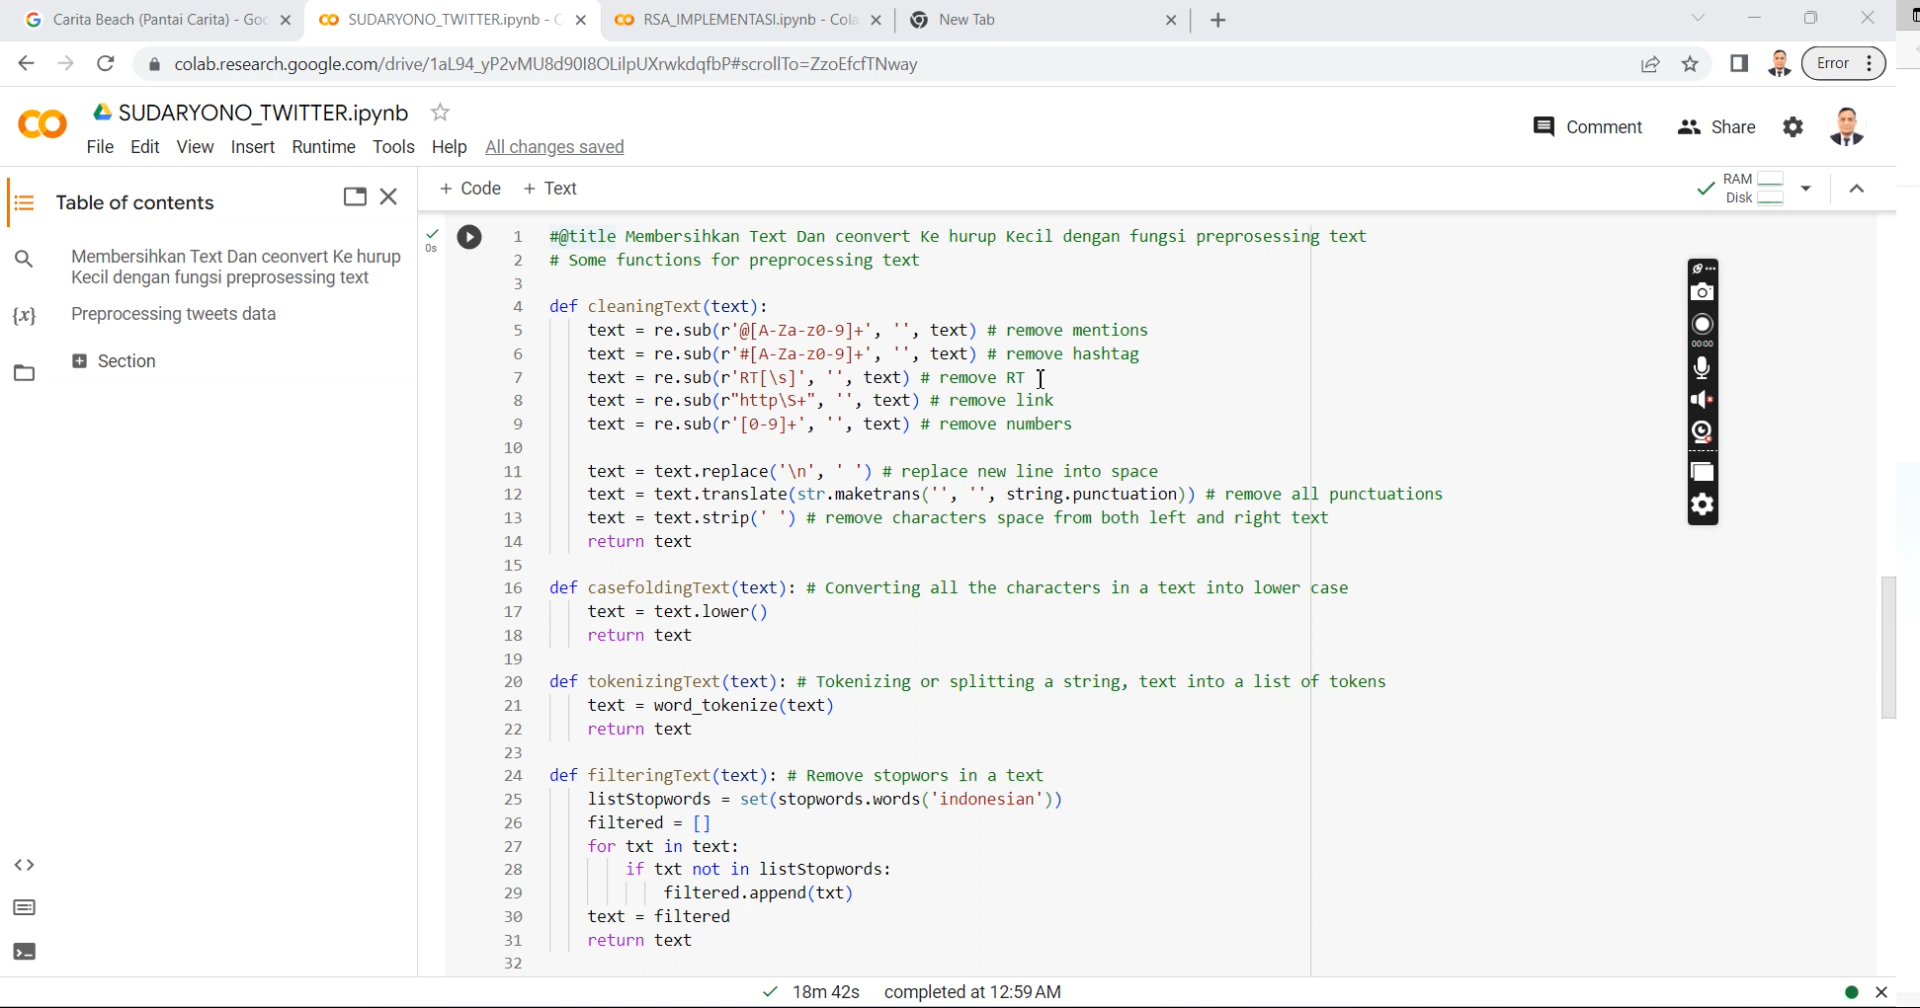 Carita Beach (Pantai Carita) - Goo
SUDARYONO_TWITTER.ipynb - C
RSA_IMPLEMENTASI.ipynb - Cola
New Tab
colab.research.google.com/drive/1aL94_yP2vMU8d90I8OLilpUXrwkdqfbP#scrollTo=ZzoEfcfTNway
Error
SUDARYONO_TWITTER.ipynb
File Edit View Insert Runtime Tools Help All changes saved
Comment
Share
Table of contents
+ Code + Text
RAM
Disk
Membersihkan Text Dan ceonvert Ke hurup
Kecil dengan fungsi preprosessing text
Preprocessing tweets data
Section
0s
1 #@title Membersihkan Text Dan ceonvert Ke hurup Kecil dengan fungsi preprosessing text
2 # Some functions for preprocessing text
3
4 def cleaningText(text):
5 text = re.sub(r'@[A-Za-z0-9]+', '', text) # remove mentions
6 text = re.sub(r'#[A-Za-z0-9]+', '', text) # remove hashtag
7 text = re.sub(r'RT[\s]', '', text) # remove RT
8 text = re.sub(r"http\S+", '', text) # remove link
9 text = re.sub(r'[0-9]+', '', text) # remove numbers
10
11 text = text.replace('\n', ' ') # replace new line into space
12 text = text.translate(str.maketrans('', '', string.punctuation)) # remove all punctuations
13 text = text.strip(' ') # remove characters space from both left and right text
14 return text
15
16 def casefoldingText(text): # Converting all the characters in a text into lower case
17 text = text.lower()
18 return text
19
20 def tokenizingText(text): # Tokenizing or splitting a string, text into a list of tokens
21 text = word_tokenize(text)
22 return text
23
24 def filteringText(text): # Remove stopwors in a text
25 listStopwords = set(stopwords.words('indonesian'))
26 filtered = []
27 for txt in text:
28 if txt not in listStopwords:
29 filtered.append(txt)
30 text = filtered
31 return text
32
00:00
18m 42s completed at 12:59 AM